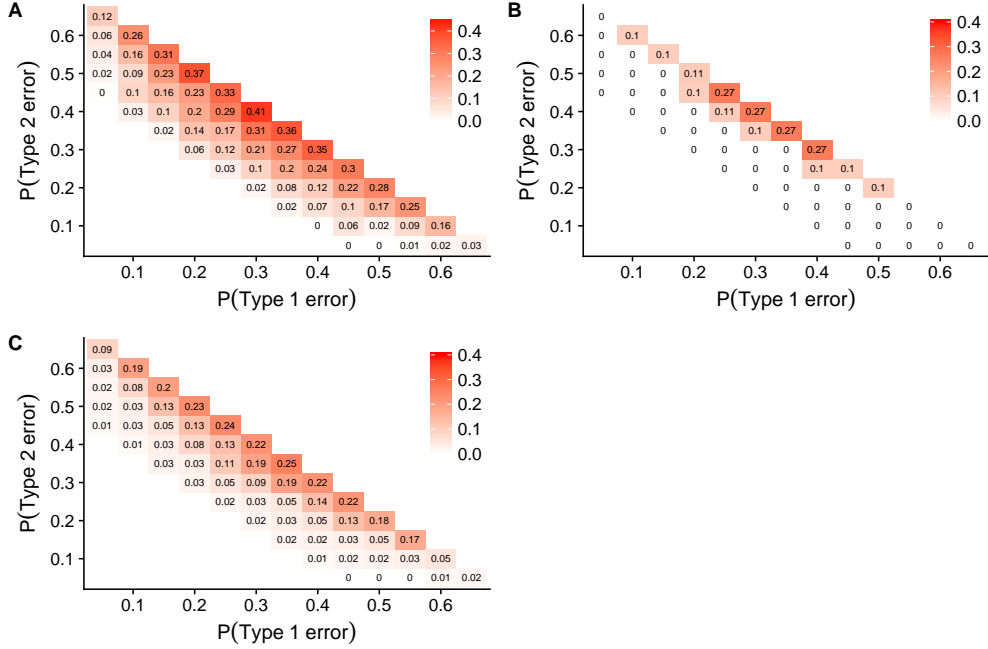 A
P(Type 2 error)
0.12
0.6 0.06 0.26
0.04 0.16 0.31
0.5 0.02 0.09 0.23 0.37
0 0.1 0.16 0.23 0.33
0.4 0.03 0.1 0.2 0.29 0.41
0.02 0.14 0.17 0.31 0.36
0.3 0.06 0.12 0.21 0.27 0.35
0.03 0.1 0.2 0.24 0.3
0.2 0.02 0.08 0.12 0.22 0.28
0.02 0.07 0.1 0.17 0.25
0.1 0 0.06 0.02 0.09 0.16
0 0 0.01 0.02 0.03
0.1 0.2 0.3 0.4 0.5 0.6
P(Type 1 error)
0.4
0.3
0.2
0.1
0.0
B
P(Type 2 error)
0
0.6 0 0.1
0 0 0.1
0.5 0 0 0 0.11
0 0 0 0.1 0.27
0.4 0 0 0 0.11 0.27
0 0 0 0.1 0.27
0.3 0 0 0 0 0.27
0 0 0 0.1 0.1
0.2 0 0 0 0 0.1
0 0 0 0 0
0.1 0 0 0 0 0
0 0 0 0 0
0.1 0.2 0.3 0.4 0.5 0.6
P(Type 1 error)
0.4
0.3
0.2
0.1
0.0
C
P(Type 2 error)
0.09
0.6 0.03 0.19
0.02 0.08 0.2
0.5 0.02 0.03 0.13 0.23
0.01 0.03 0.05 0.13 0.24
0.4 0.01 0.03 0.08 0.13 0.22
0.03 0.03 0.11 0.19 0.25
0.3 0.03 0.05 0.09 0.19 0.22
0.02 0.03 0.05 0.14 0.22
0.2 0.02 0.03 0.05 0.13 0.18
0.02 0.02 0.03 0.05 0.17
0.1 0.01 0.02 0.02 0.03 0.05
0 0 0 0.01 0.02
0.1 0.2 0.3 0.4 0.5 0.6
P(Type 1 error)
0.4
0.3
0.2
0.1
0.0